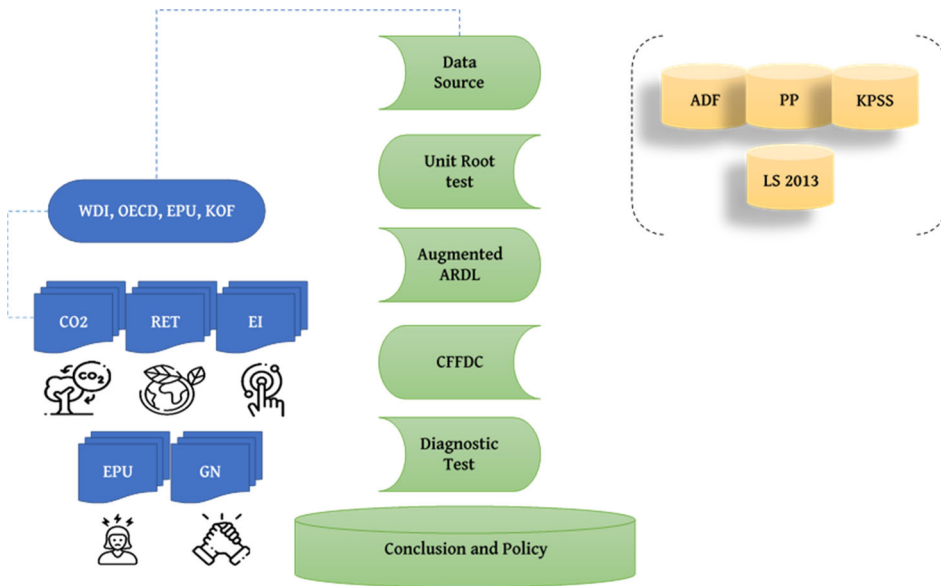 Data
Source
ADF
PP
KPSS
Unit Root
test
LS 2013
WDI, OECD, EPU, KOF
Augmented
ARDL
CO2
RET
EI
CFFDC
CO2
Diagnostic
Test
EPU
GN
Conclusion and Policy